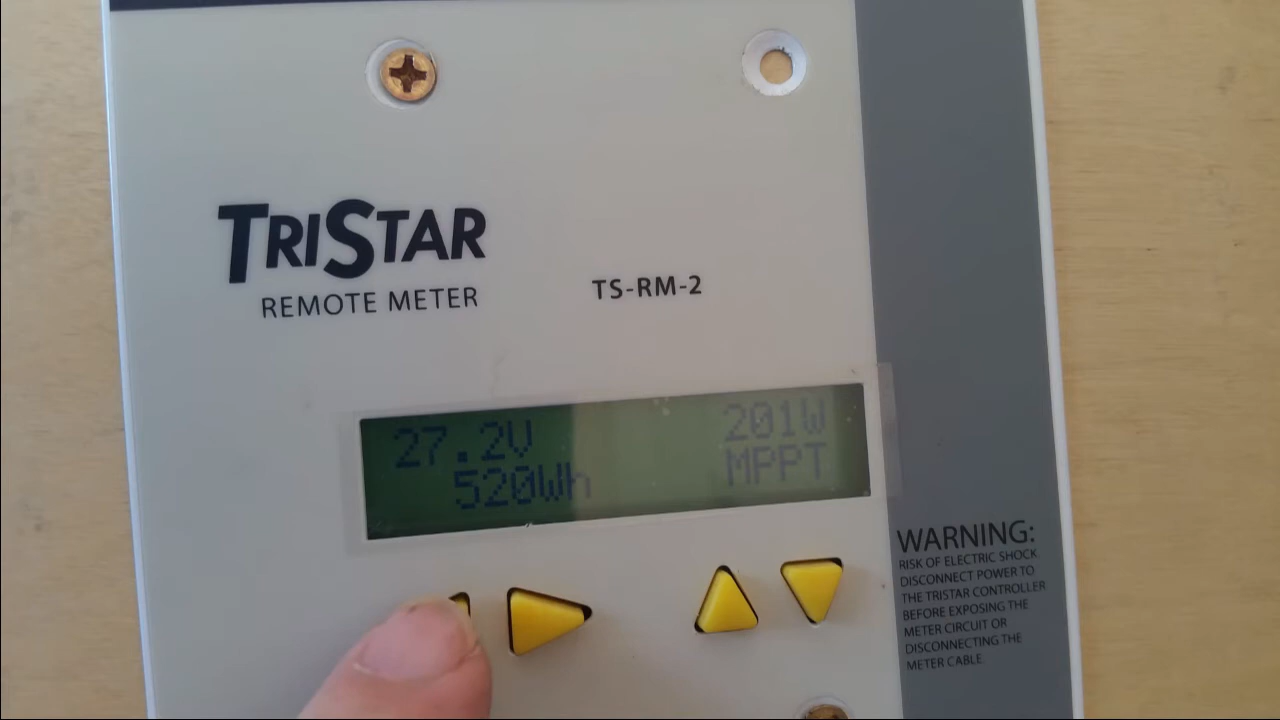 TRISTAR
REMOTE METER
TS-RM-2
27.2V 201W
520Wh MPPT
WARNING:
RISK OF ELECTRIC SHOCK.
DISCONNECT POWER TO
THE TRISTAR CONTROLLER
BEFORE EXPOSING THE
METER CIRCUIT OR
DISCONNECTING THE
METER CABLE.